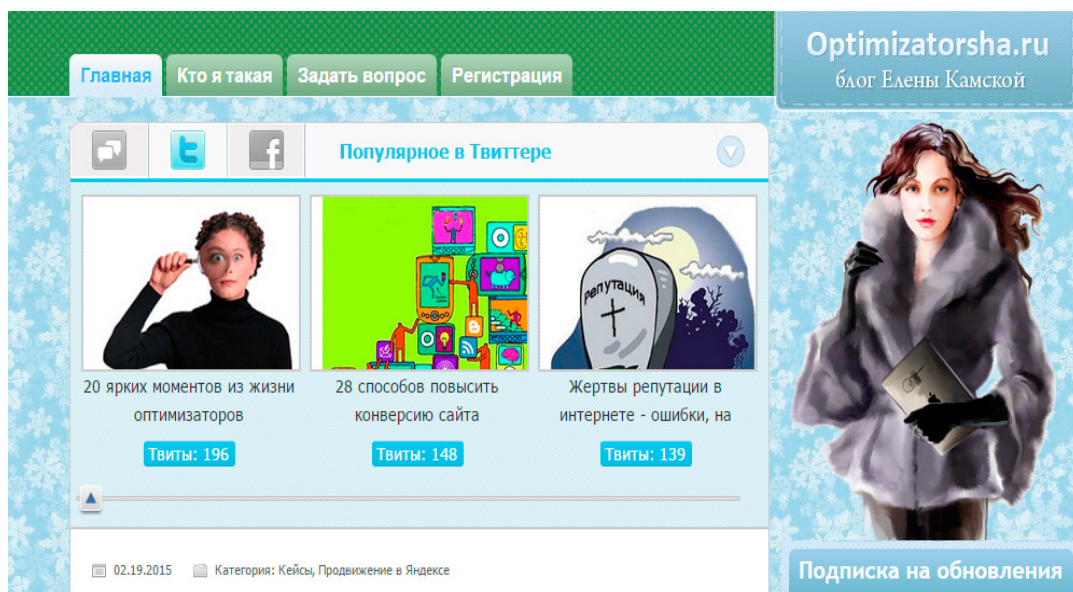 Главная Кто я такая Задать вопрос Регистрация
Optimizatorsha.ru
блог Елены Камской
Популярное в Твиттере
РЕПУТАЦИЯ
20 ярких моментов из жизни
оптимизаторов
Твиты: 196
28 способов повысить
конверсию сайта
Твиты: 148
Жертвы репутации в
интернете - ошибки, на
Твиты: 139
02.19.2015 Категория: Кейсы, Продвижение в Яндексе
Подписка на обновления